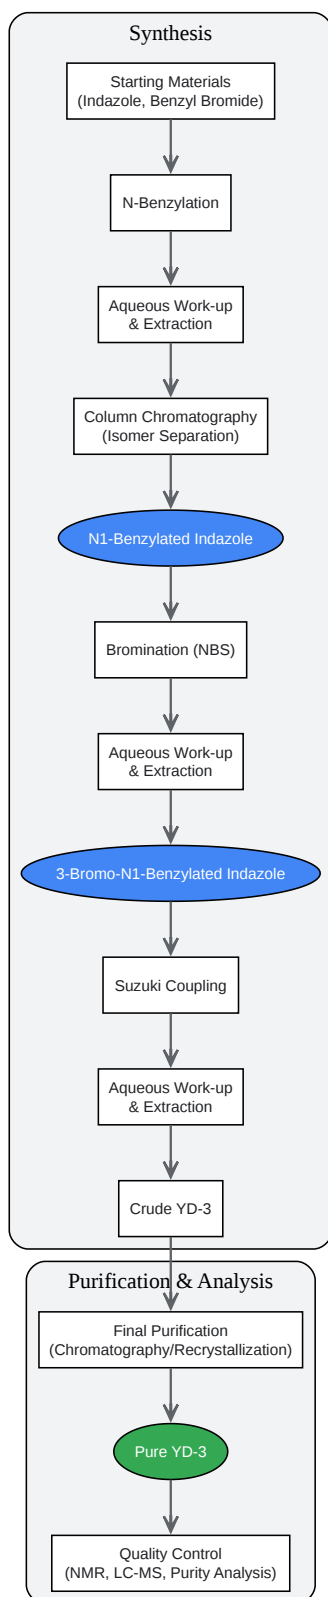 Synthesis
Starting Materials
(Indazole, Benzyl Bromide)
N-Benzylation
Aqueous Work-up
& Extraction
Column Chromatography
(Isomer Separation)
N1-Benzylated Indazole
Bromination (NBS)
Aqueous Work-up
& Extraction
3-Bromo-N1-Benzylated Indazole
Suzuki Coupling
Aqueous Work-up
& Extraction
Crude YD-3
Purification & Analysis
Final Purification
(Chromatography/Recrystallization)
Pure YD-3
Quality Control
(NMR, LC-MS, Purity Analysis)